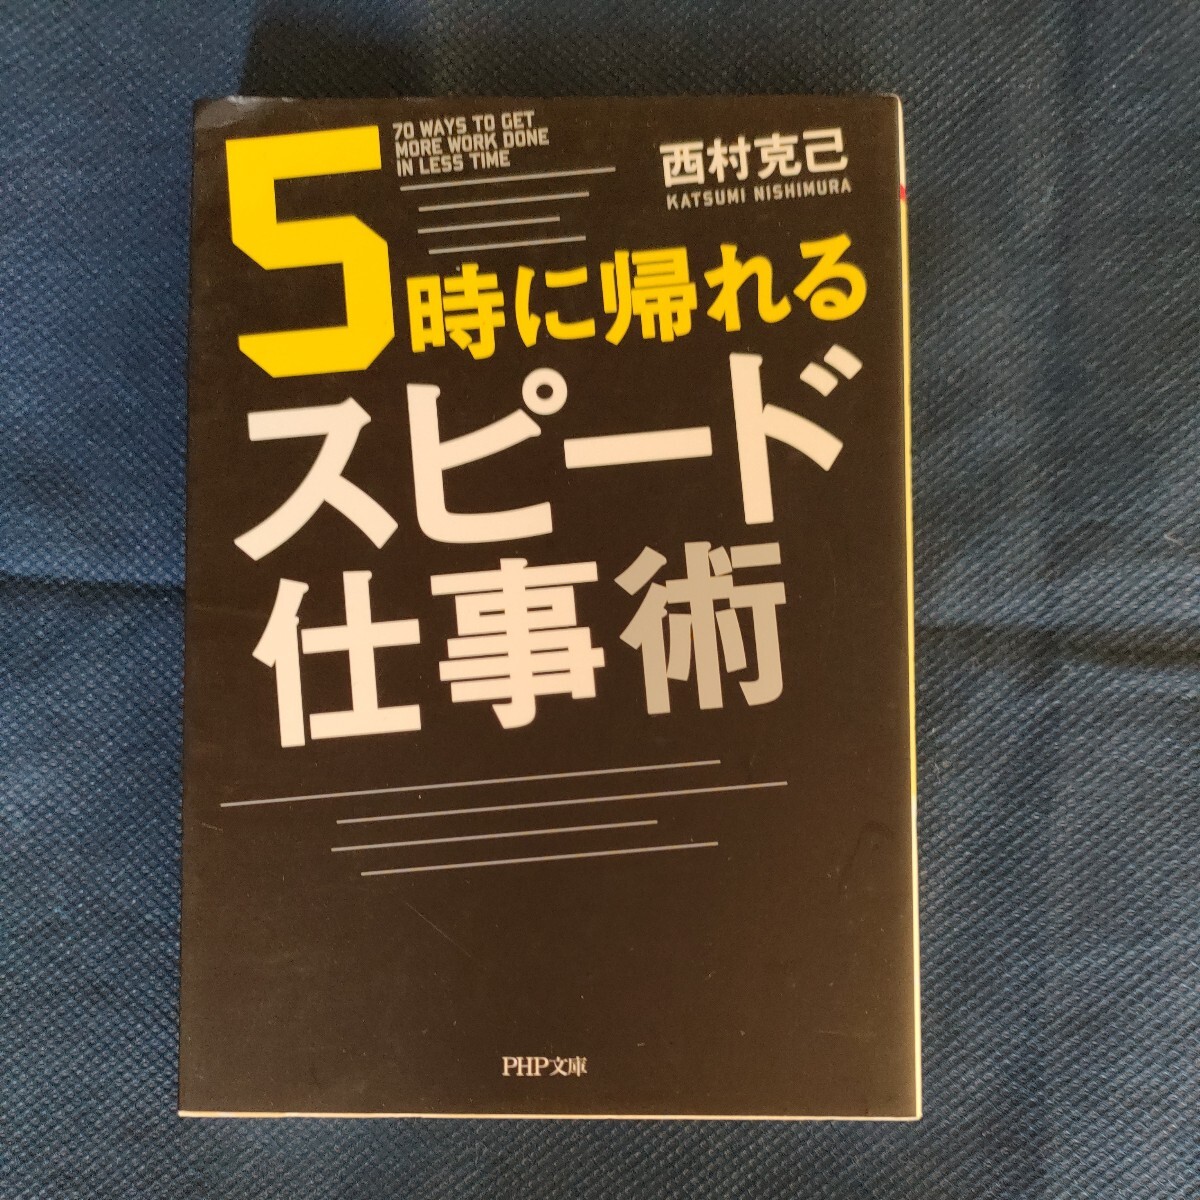 70 WAYS TO GET
MORE WORK DONE
IN LESS TIME
西村克己
KATSUMI NISHIMURA
5時に帰れる
スピード
仕事術
PHP文庫